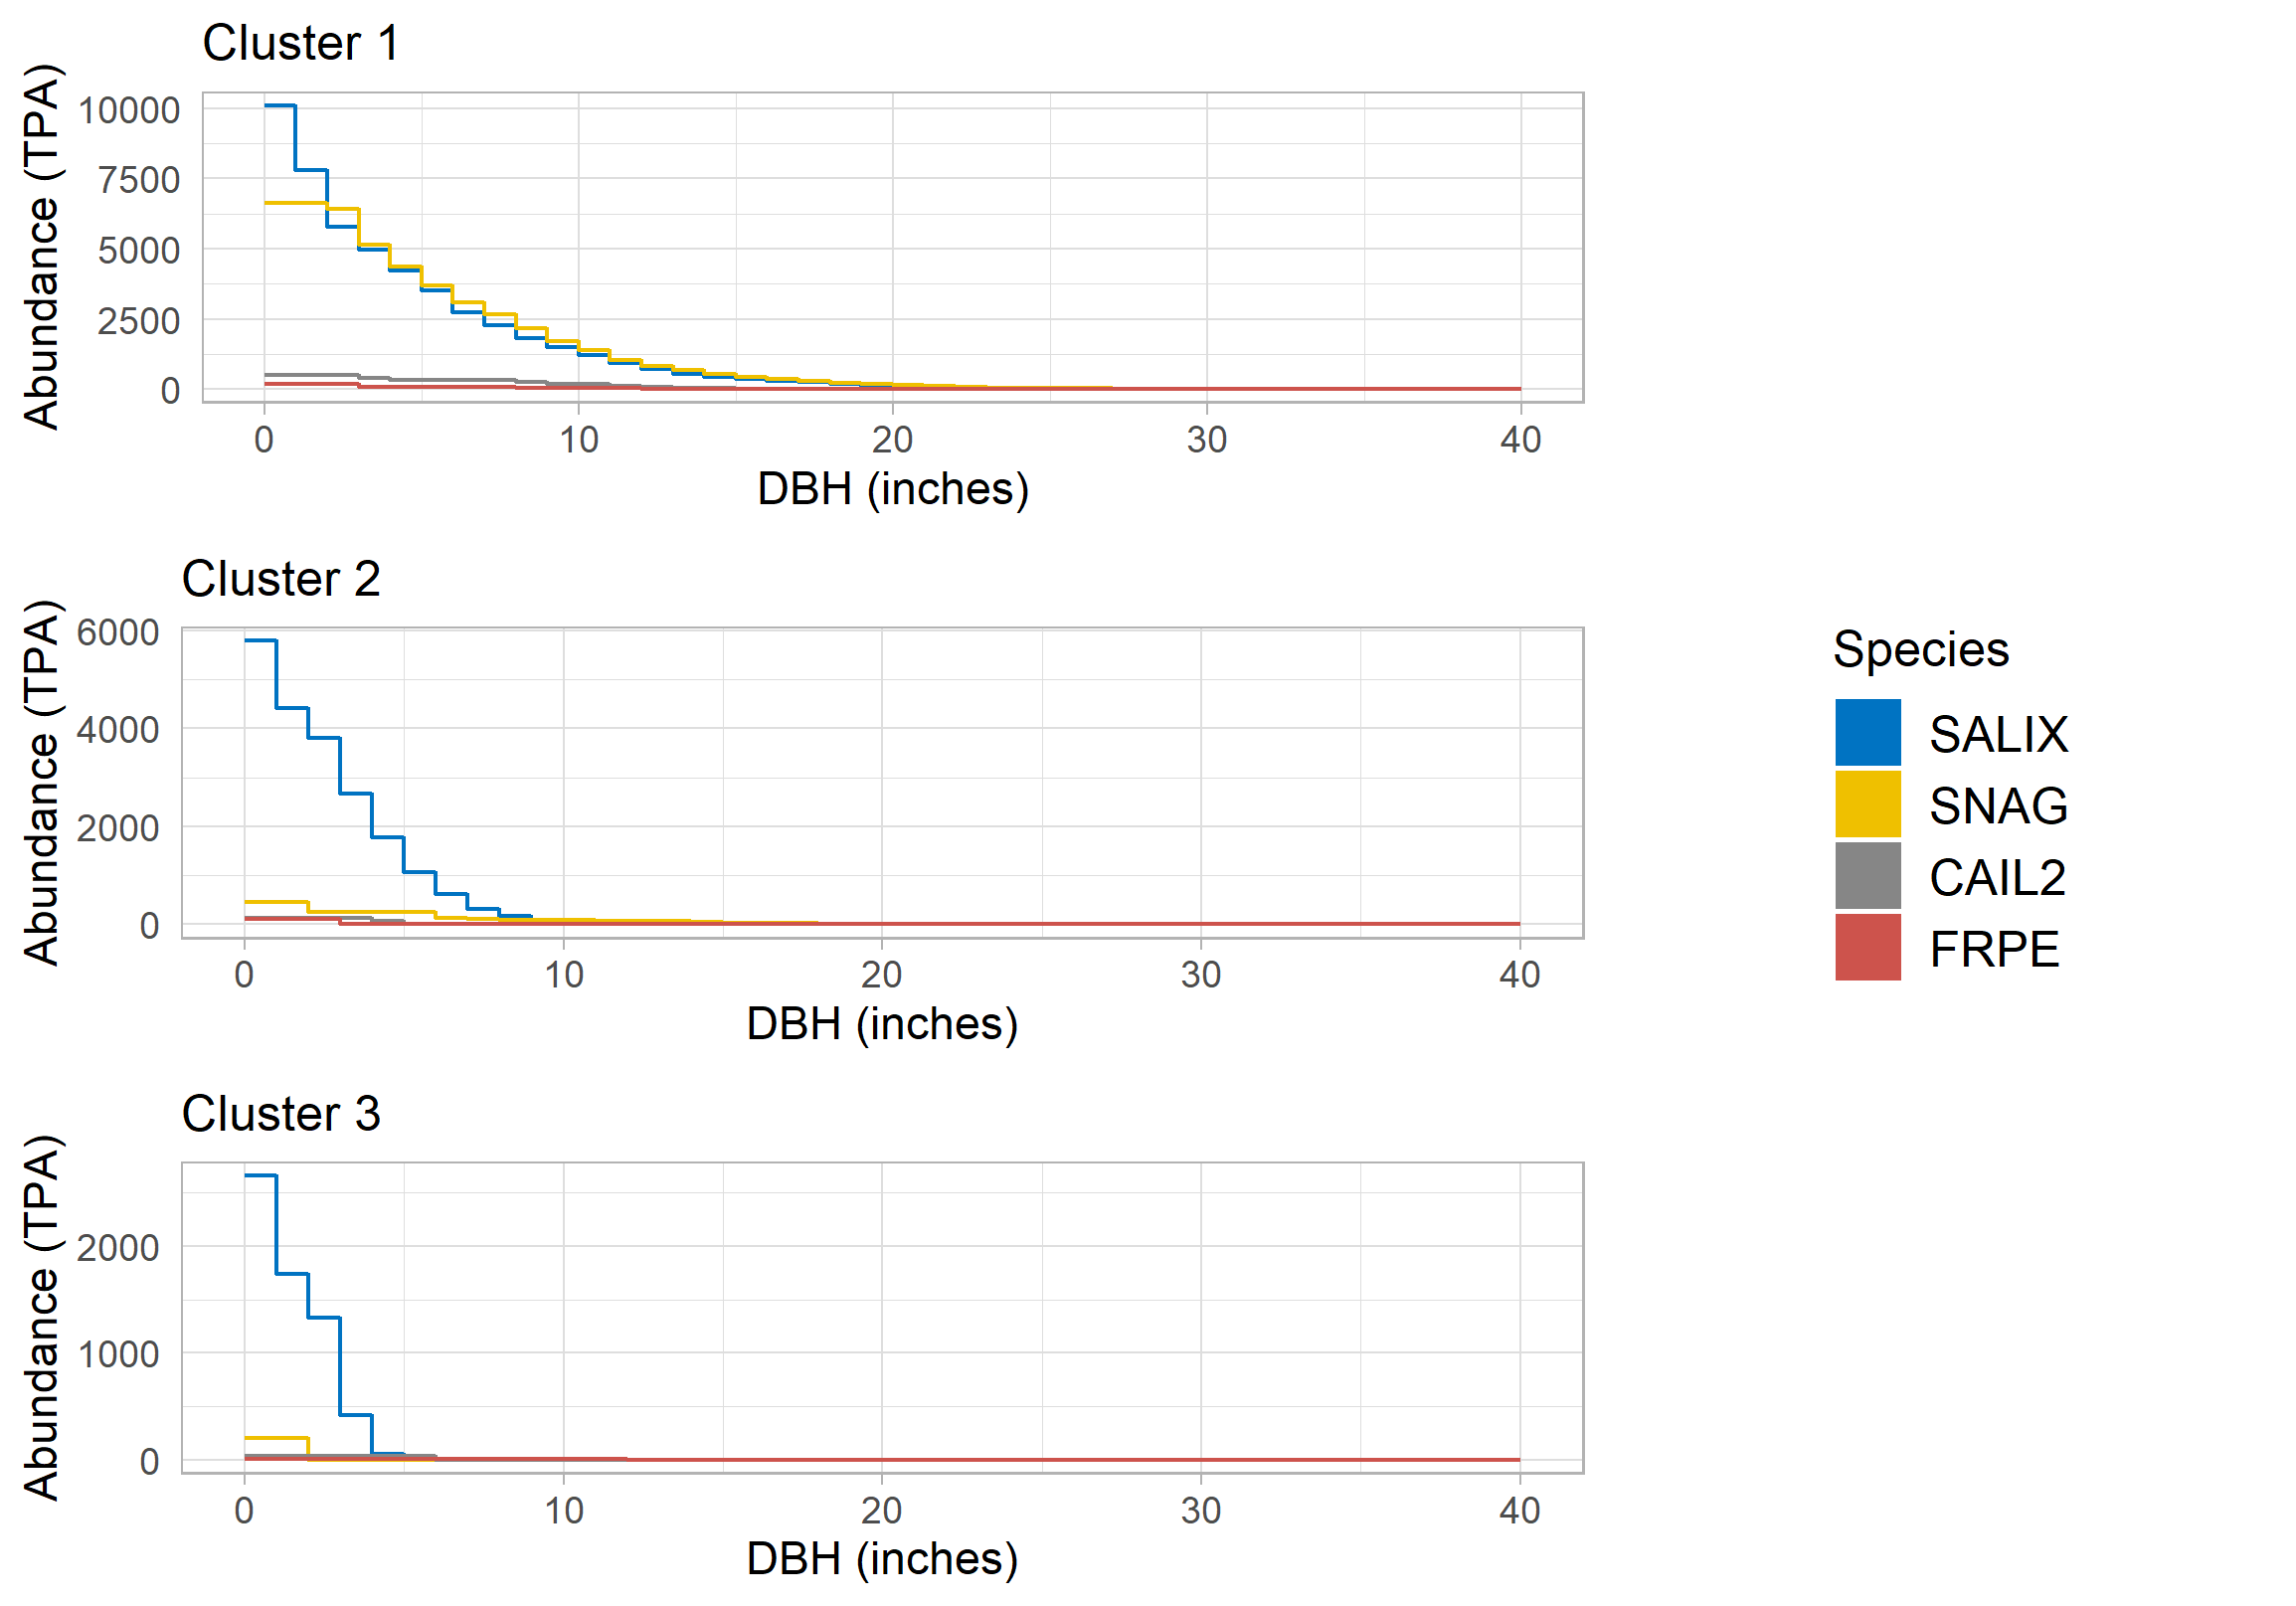 Cluster 1
Abundance (TPA)
10000
7500
5000
2500
0
0 10 20 30 40
DBH (inches)
Cluster 2
Abundance (TPA)
6000
4000
2000
0
0 10 20 30 40
DBH (inches)
Cluster 3
Abundance (TPA)
2000
1000
0
0 10 20 30 40
DBH (inches)
Species
SALIX
SNAG
CAIL2
FRPE